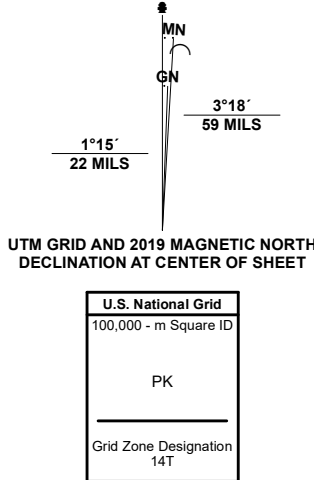 MN
GN
3°18´
59 MILS
1°15´
22 MILS
UTM GRID AND 2019 MAGNETIC NORTH
DECLINATION AT CENTER OF SHEET
U.S. National Grid
100,000 - m Square ID
PK
Grid Zone Designation
14T